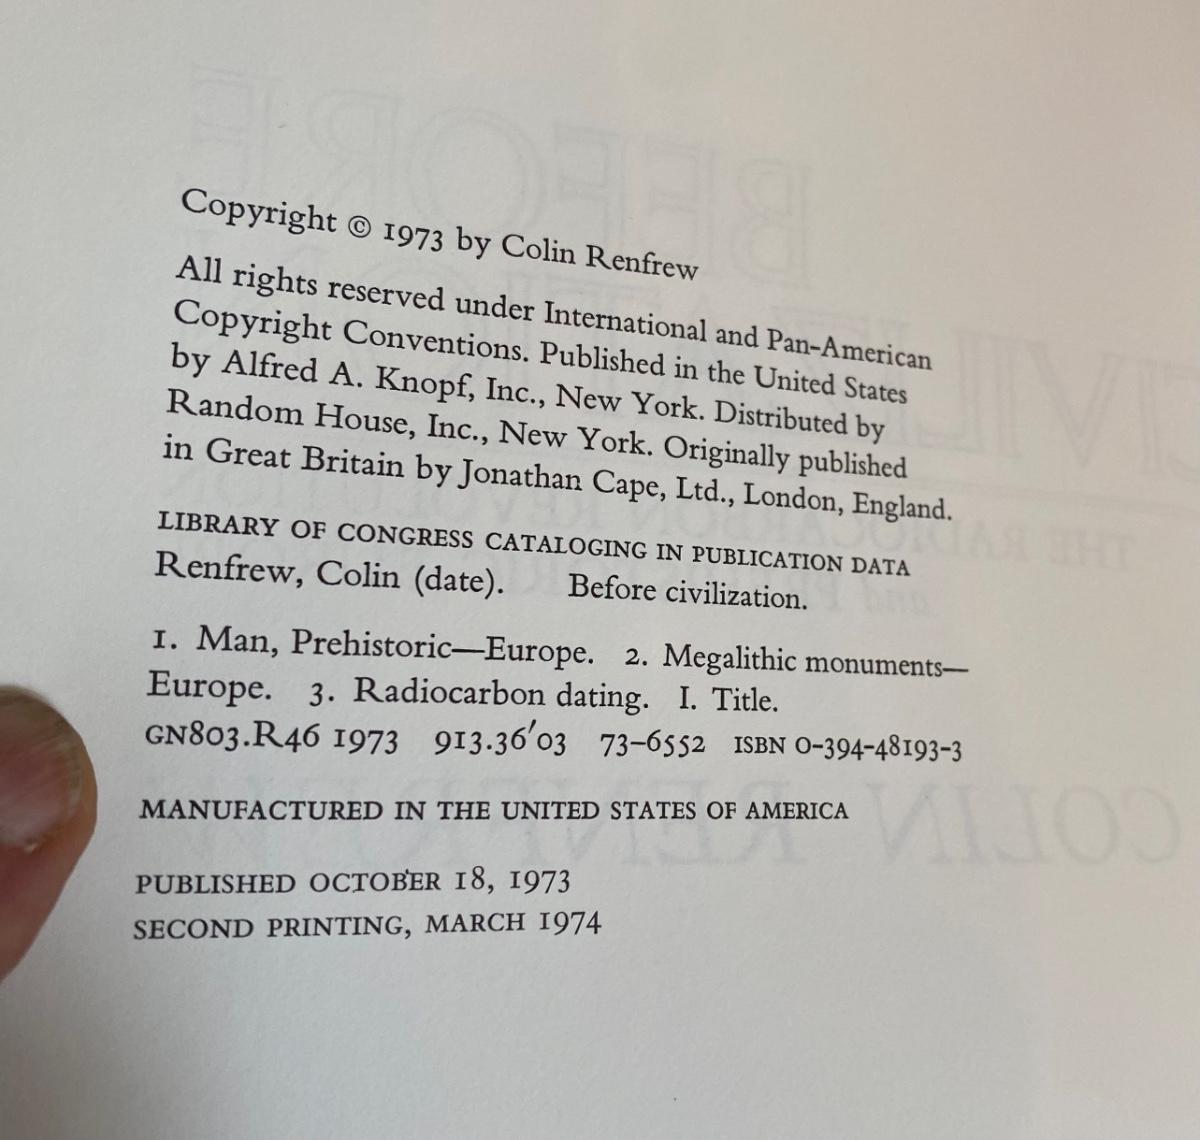 Copyright © 1973 by Colin Renfrew
All rights reserved under International and Pan-American
Copyright Conventions. Published in the United States
by Alfred A. Knopf, Inc., New York. Distributed by
Random House, Inc., New York. Originally published
in Great Britain by Jonathan Cape, Ltd., London, England.
LIBRARY OF CONGRESS CATALOGING IN PUBLICATION DATA
Renfrew, Colin (date). Before civilization.
1. Man, Prehistoric—Europe. 2. Megalithic monuments—
Europe. 3. Radiocarbon dating. I. Title.
GN803.R46 1973 913.36'03 73-6552 ISBN 0-394-48193-3
MANUFACTURED IN THE UNITED STATES OF AMERICA
PUBLISHED OCTOBER 18, 1973
SECOND PRINTING, MARCH 1974